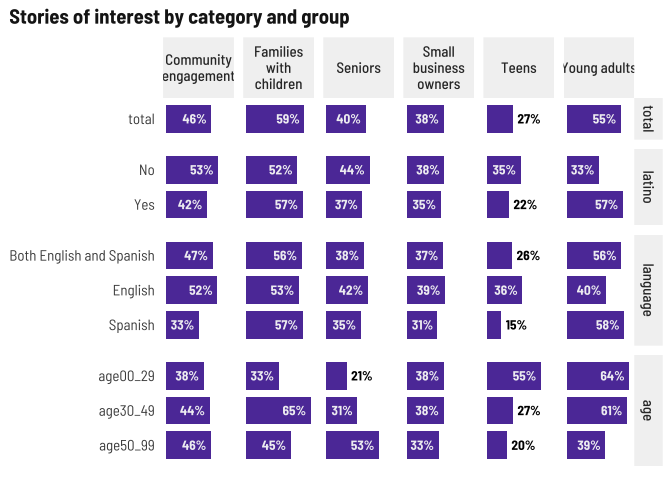 Stories of interest by category and group
Community engagement
Families with children
Seniors
Small business owners
Teens
Young adults
total 46% 59% 40% 38% 27% 55% total
No 53% 52% 44% 38% 35% 33%
Yes 42% 57% 37% 35% 22% 57%
latino
Both English and Spanish 47% 56% 38% 37% 26% 56%
English 52% 53% 42% 39% 36% 40%
Spanish 33% 57% 35% 31% 15% 58%
language
age00_29 38% 33% 21% 38% 55% 64%
age30_49 44% 65% 31% 38% 27% 61%
age50_99 46% 45% 53% 33% 20% 39%
age